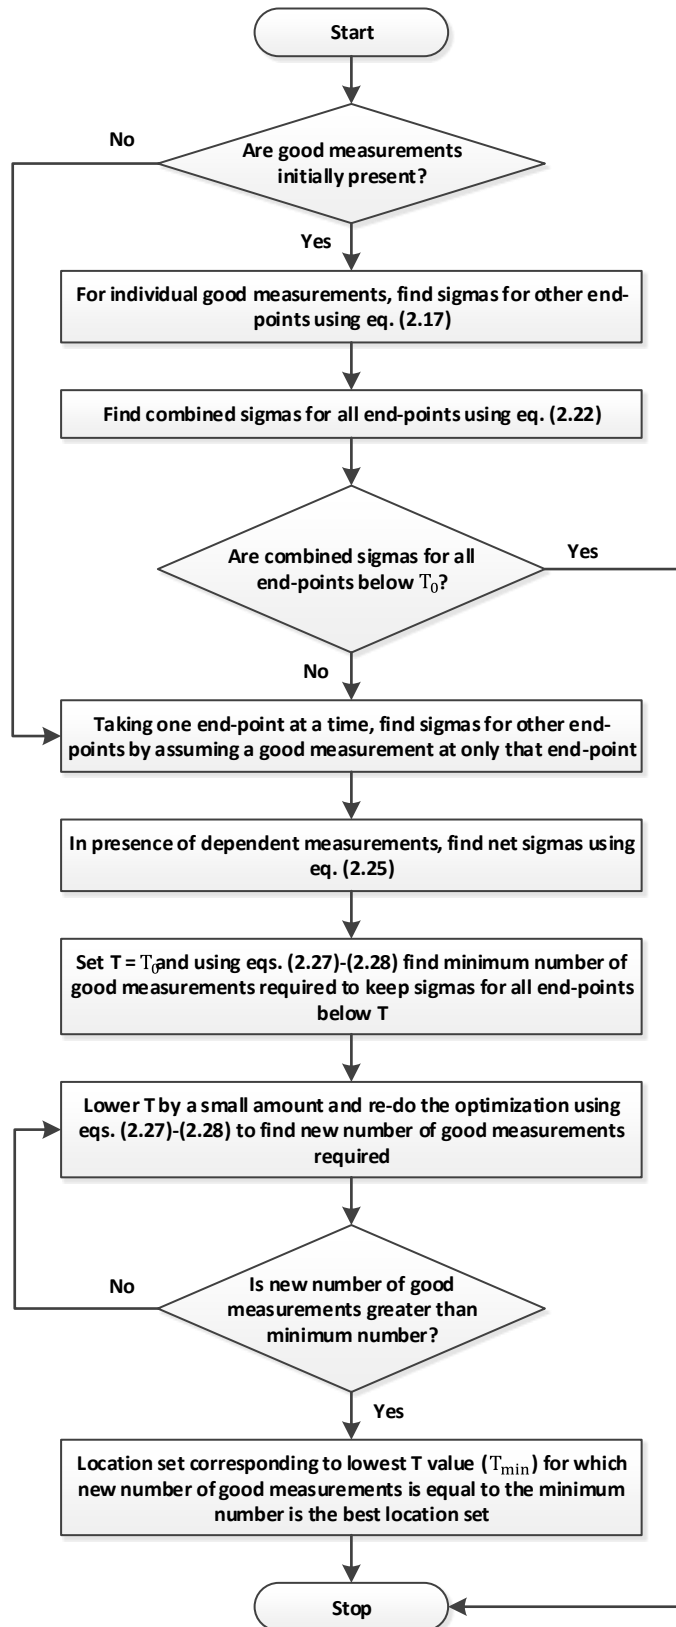 Start
No
Are good measurements
initially present?
Yes
For individual good measurements, find sigmas for other end-
points using eq. (2.17)
Find combined sigmas for all end-points using eq. (2.22)
Are combined sigmas for all
end-points below T0?
Yes
No
Taking one end-point at a time, find sigmas for other end-
points by assuming a good measurement at only that end-point
In presence of dependent measurements, find net sigmas using
eq. (2.25)
Set T = T0and using eqs. (2.27)-(2.28) find minimum number of
good measurements required to keep sigmas for all end-points
below T
Lower T by a small amount and re-do the optimization using
eqs. (2.27)-(2.28) to find new number of good measurements
required
No
Is new number of good
measurements greater than
minimum number?
Yes
Location set corresponding to lowest T value (Tmin) for which
new number of good measurements is equal to the minimum
number is the best location set
Stop